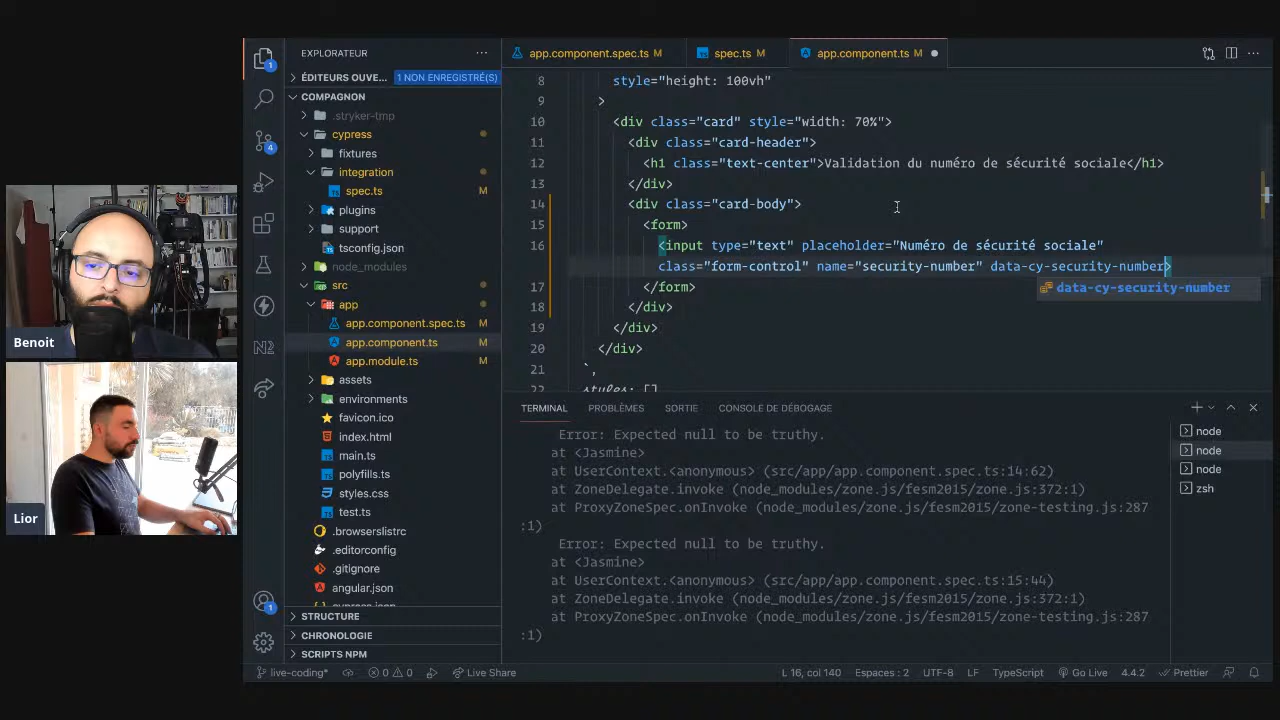 Benoit
Lior
EXPLORATEUR
ÉDITEURS OUVE... 1 NON ENREGISTRÉ(S)
COMPAGNON
.stryker-tmp
cypress
fixtures
integration
spec.ts M
plugins
support
tsconfig.json
node_modules
src
app
app.component.spec.ts M
app.component.ts M
app.module.ts M
assets
environments
favicon.ico
index.html
main.ts
polyfills.ts
styles.css
test.ts
.browserslistrc
.editorconfig
.gitignore
angular.json
cypress.json
STRUCTURE
CHRONOLOGIE
SCRIPTS NPM
app.component.spec.ts M spec.ts M app.component.ts M
8 style="height: 100vh"
9 >
10 <div class="card" style="width: 70%">
11 <div class="card-header">
12 <h1 class="text-center">Validation du numéro de sécurité sociale</h1>
13 </div>
14 <div class="card-body">
15 <form>
16 <input type="text" placeholder="Numéro de sécurité sociale"
class="form-control" name="security-number" data-cy-security-number>
data-cy-security-number
17 </form>
18 </div>
19 </div>
20 </div>
21 `,
22 styles: []
TERMINAL PROBLÈMES SORTIE CONSOLE DE DÉBOGAGE
Error: Expected null to be truthy.
at <Jasmine>
at UserContext.<anonymous> (src/app/app.component.spec.ts:14:62)
at ZoneDelegate.invoke (node_modules/zone.js/fesm2015/zone.js:372:1)
at ProxyZoneSpec.onInvoke (node_modules/zone.js/fesm2015/zone-testing.js:287
:1)
Error: Expected null to be truthy.
at <Jasmine>
at UserContext.<anonymous> (src/app/app.component.spec.ts:15:44)
at ZoneDelegate.invoke (node_modules/zone.js/fesm2015/zone.js:372:1)
at ProxyZoneSpec.onInvoke (node_modules/zone.js/fesm2015/zone-testing.js:287
:1)
node
node
node
zsh
1
4
1
live-coding* 0 0 Live Share L 16, col 140 Espaces : 2 UTF-8 LF TypeScript Go Live 4.4.2 Prettier